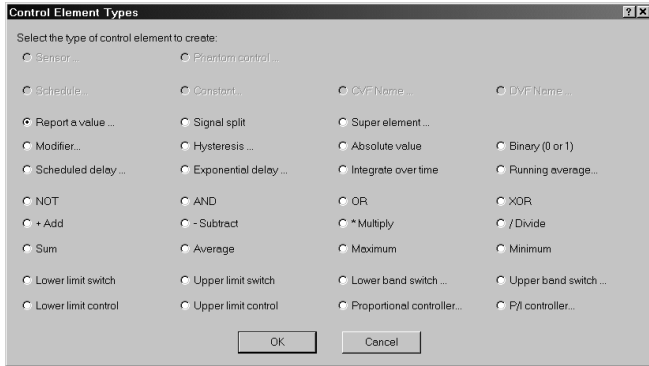 Control Element Types
Select the type of control element to create:
Sensor... Phantom control ...
Schedule... Constant... CVF Name ... DVF Name ...
Report a value ... Signal split Super element ...
Modifier... Hysteresis ... Absolute value Binary (0 or 1)
Scheduled delay ... Exponential delay ... Integrate over time Running average...
NOT AND OR XOR
+ Add - Subtract * Multiply / Divide
Sum Average Maximum Minimum
Lower limit switch Upper limit switch Lower band switch ... Upper band switch ...
Lower limit control Upper limit control Proportional controller... P/I controller...
OK Cancel